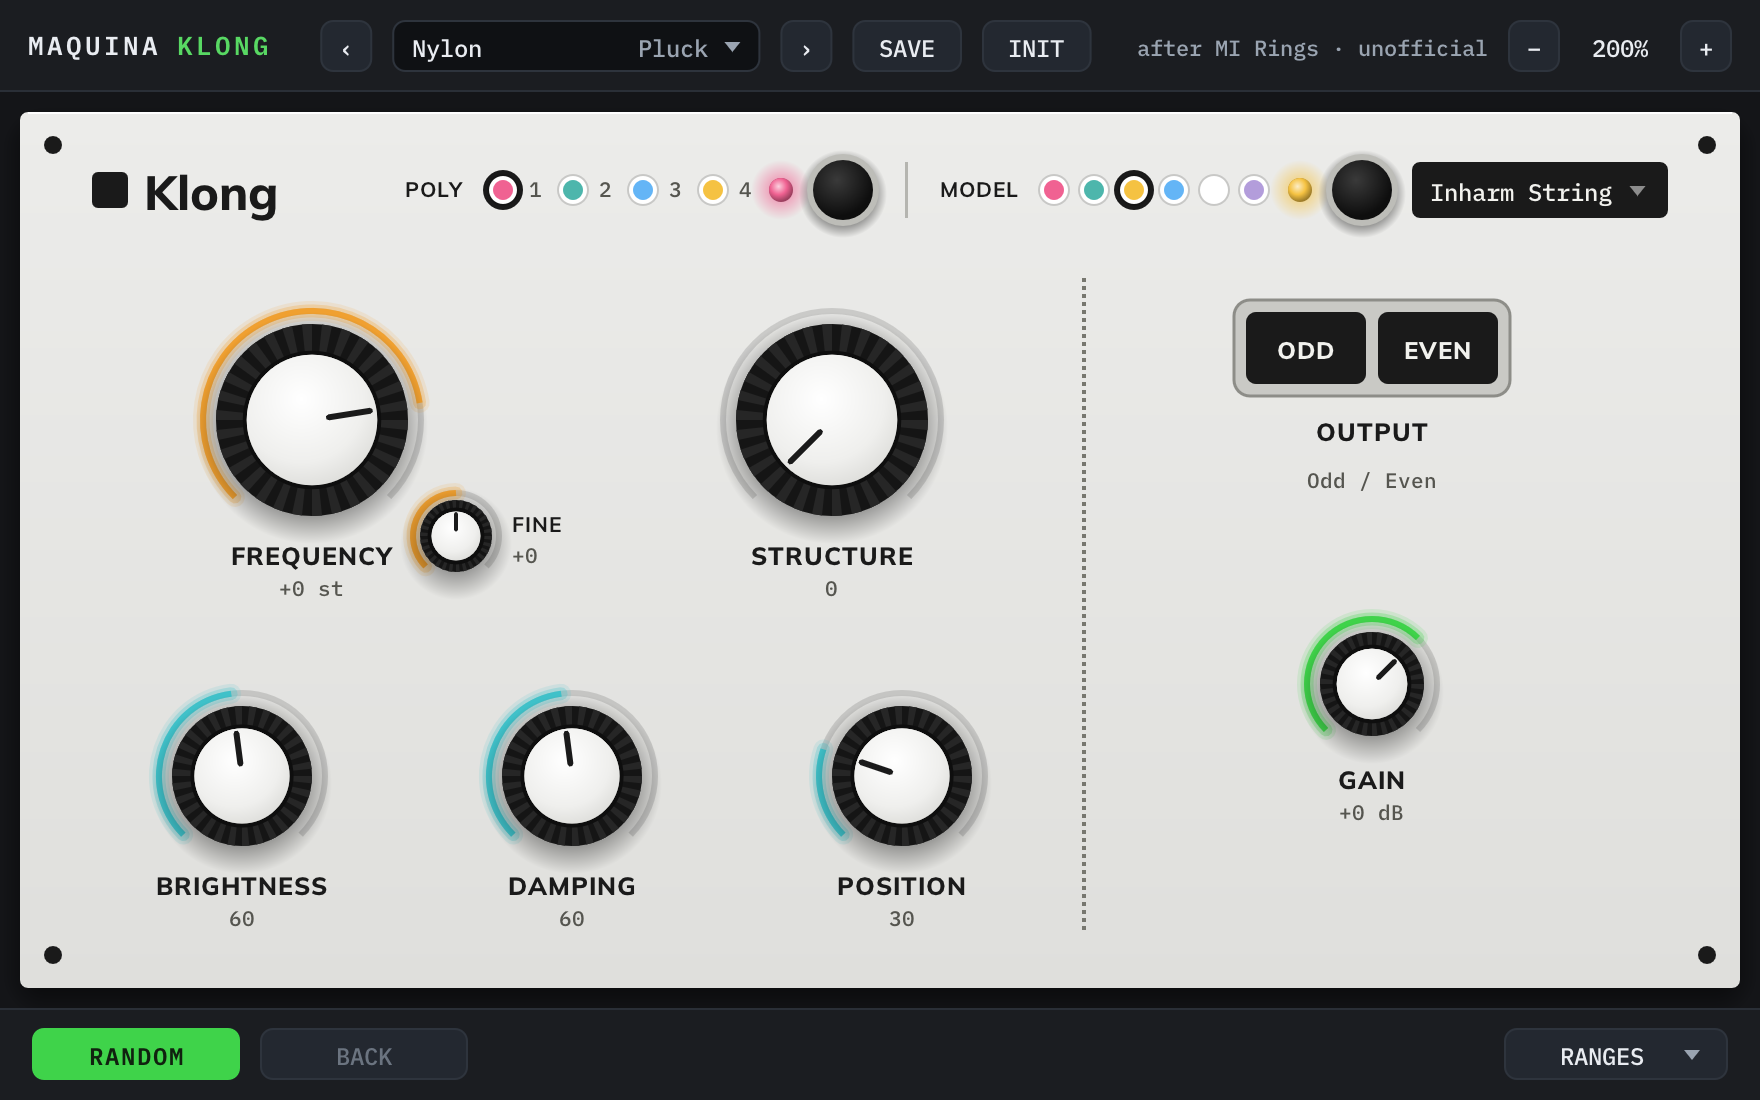 MAQUINA KLONG
‹
Nylon Pluck
›
SAVE
INIT
after MI Rings · unofficial
−
200%
+
Klong
POLY 1 2 3 4
MODEL
Inharm String
ODD EVEN
OUTPUT
Odd / Even
FREQUENCY
+0 st
FINE
+0
STRUCTURE
0
GAIN
+0 dB
BRIGHTNESS
60
DAMPING
60
POSITION
30
RANDOM
BACK
RANGES